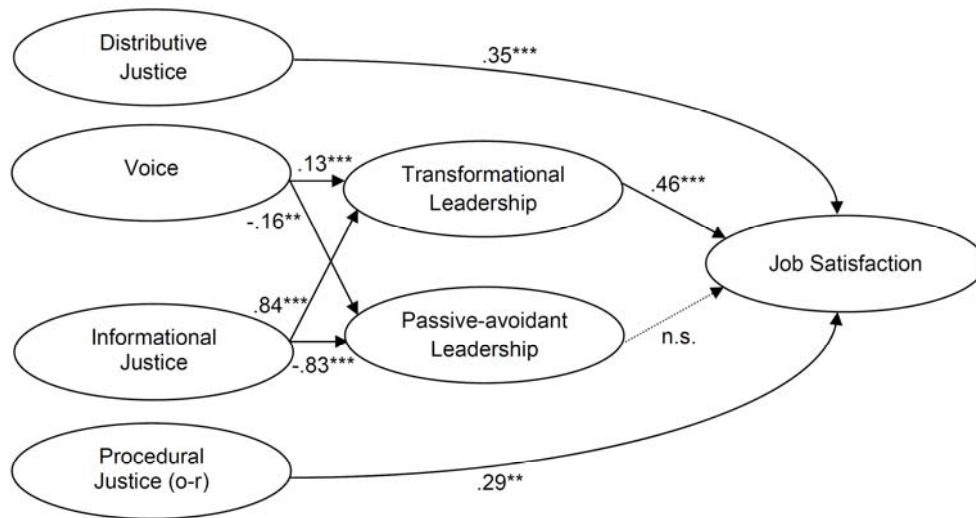 Distributive
Justice
.35***
Voice
.13***
-.16**
Transformational
Leadership
.46***
Job Satisfaction
Informational
Justice
.84***
-.83***
Passive-avoidant
Leadership
n.s.
Procedural
Justice (o-r)
.29**